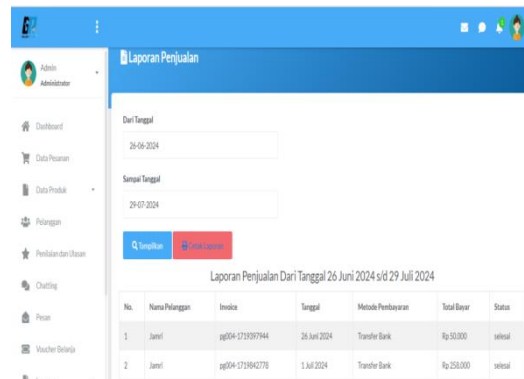 GP
Admin
Administrator
Dashboard
Data Pesanan
Data Produk
Pelanggan
Penilaian dan Ulasan
Chatting
Pesan
Voucher Belanja
Laporan Penjualan
Dari Tanggal
26-06-2024
Sampai Tanggal
29-07-2024
Tampilkan Cetak Laporan
Laporan Penjualan Dari Tanggal 26 Juni 2024 s/d 29 Juli 2024
No. Nama Pelanggan Invoice Tanggal Metode Pembayaran Total Bayar Status
1 Jamri pg004-1719397944 26 Juni 2024 Transfer Bank Rp 50.000 selesai
2 Jamri pg004-1719842778 1 Juli 2024 Transfer Bank Rp 258.000 selesai